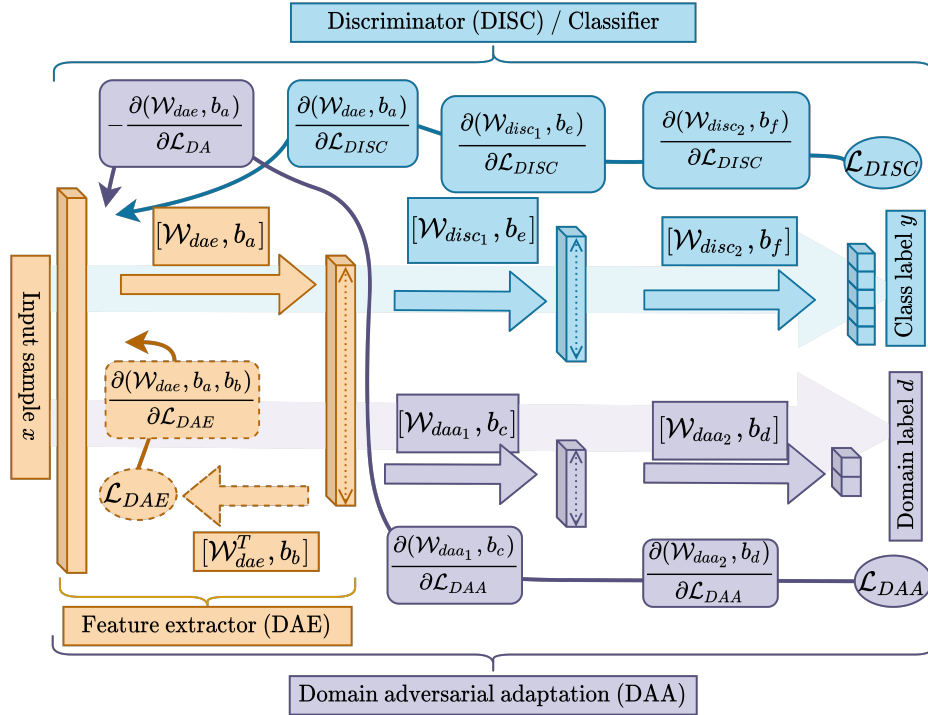 Discriminator (DISC) / Classifier
−∂(𝒲_dae, b_a) / ∂ℒ_DA
∂(𝒲_dae, b_a) / ∂ℒ_DISC
∂(𝒲_disc₁, b_e) / ∂ℒ_DISC
∂(𝒲_disc₂, b_f) / ∂ℒ_DISC
ℒ_DISC
[𝒲_dae, b_a]
[𝒲_disc₁, b_e]
[𝒲_disc₂, b_f]
Class label y
Input sample x
∂(𝒲_dae, b_a, b_b) / ∂ℒ_DAE
[𝒲_daa₁, b_c]
[𝒲_daa₂, b_d]
Domain label d
ℒ_DAE
[𝒲_dae^T, b_b]
∂(𝒲_daa₁, b_c) / ∂ℒ_DAA
∂(𝒲_daa₂, b_d) / ∂ℒ_DAA
ℒ_DAA
Feature extractor (DAE)
Domain adversarial adaptation (DAA)